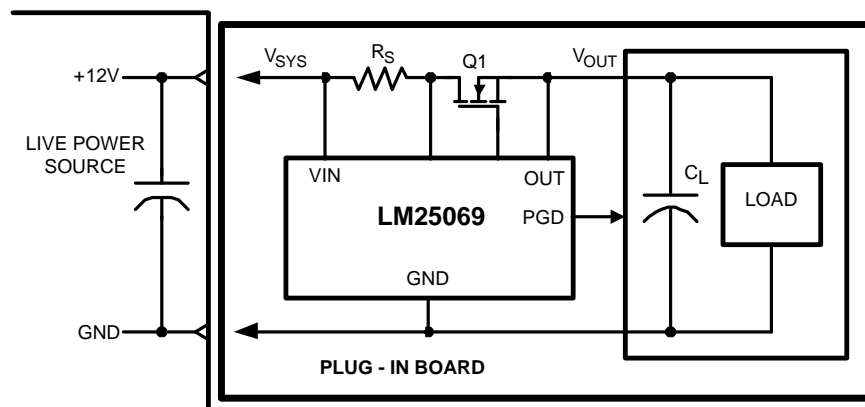 V_SYS
R_S
Q1
V_OUT
+12V
LIVE POWER
SOURCE
VIN
OUT
C_L
LOAD
LM25069
PGD
GND
GND
PLUG - IN BOARD